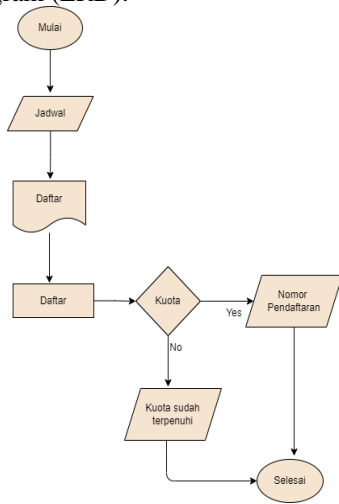 Mulai
Jadwal
Daftar
Daftar
Kuota
Yes
Nomor
Pendaftaran
No
Kuota sudah
terpenuhi
Selesai